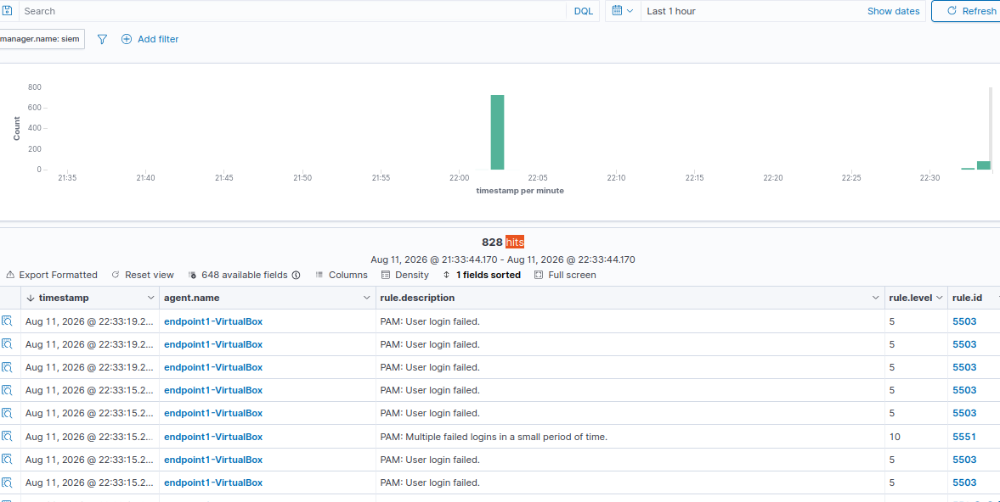 Search DQL Last 1 hour Show dates Refresh
manager.name: siem Add filter
800
600
400
200
0
Count
21:35 21:40 21:45 21:50 21:55 22:00 22:05 22:10 22:15 22:20 22:25 22:30
timestamp per minute
828 hits
Aug 11, 2026 @ 21:33:44.170 - Aug 11, 2026 @ 22:33:44.170
Export Formatted Reset view 648 available fields Columns Density 1 fields sorted Full screen
timestamp agent.name rule.description rule.level rule.id
Aug 11, 2026 @ 22:33:19.2... endpoint1-VirtualBox PAM: User login failed. 5 5503
Aug 11, 2026 @ 22:33:19.2... endpoint1-VirtualBox PAM: User login failed. 5 5503
Aug 11, 2026 @ 22:33:19.2... endpoint1-VirtualBox PAM: User login failed. 5 5503
Aug 11, 2026 @ 22:33:15.2... endpoint1-VirtualBox PAM: User login failed. 5 5503
Aug 11, 2026 @ 22:33:15.2... endpoint1-VirtualBox PAM: User login failed. 5 5503
Aug 11, 2026 @ 22:33:15.2... endpoint1-VirtualBox PAM: Multiple failed logins in a small period of time. 10 5551
Aug 11, 2026 @ 22:33:15.2... endpoint1-VirtualBox PAM: User login failed. 5 5503
Aug 11, 2026 @ 22:33:15.2... endpoint1-VirtualBox PAM: User login failed. 5 5503